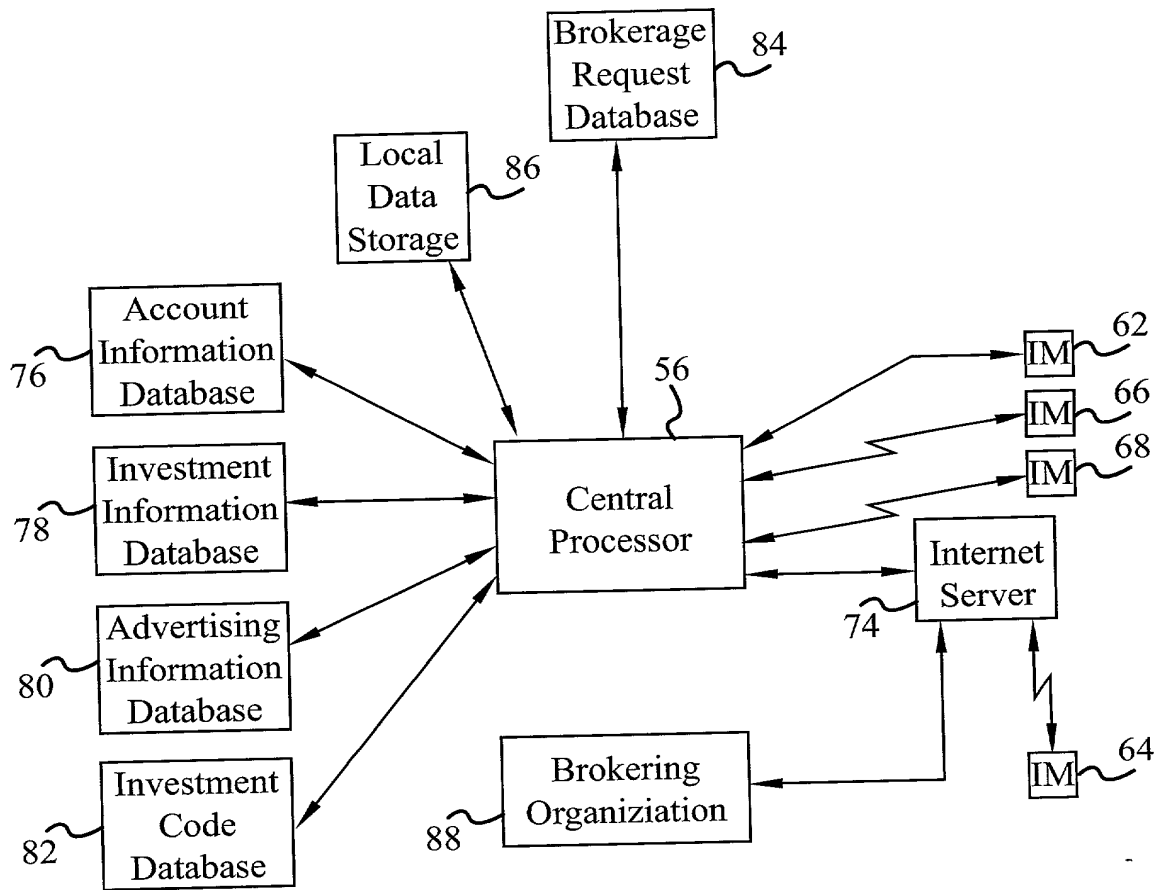 Brokerage
Request
Database
84
Local
Data
Storage
86
Account
Information
Database
76
56
62
IM
66
IM
68
IM
Investment
Information
Database
78
Central
Processor
Internet
Server
74
Advertising
Information
Database
80
Brokering
Organiziation
88
64
IM
Investment
Code
Database
82